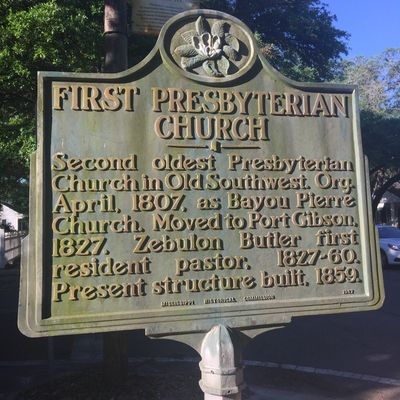 FIRST PRESBYTERIAN
CHURCH
Second oldest Presbyterian
Church in Old Southwest. Org.
April, 1807, as Bayou Pierre
Church. Moved to Port Gibson,
1827. Zebulon Butler first
resident pastor, 1827-60.
Present structure built, 1859.
MISSISSIPPI HISTORICAL COMMISSION